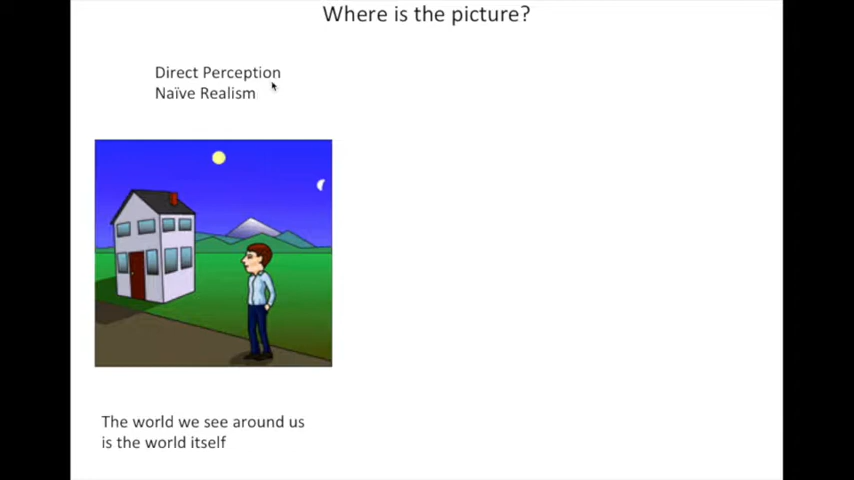 Where is the picture?
Direct Perception
Naïve Realism
The world we see around us
is the world itself